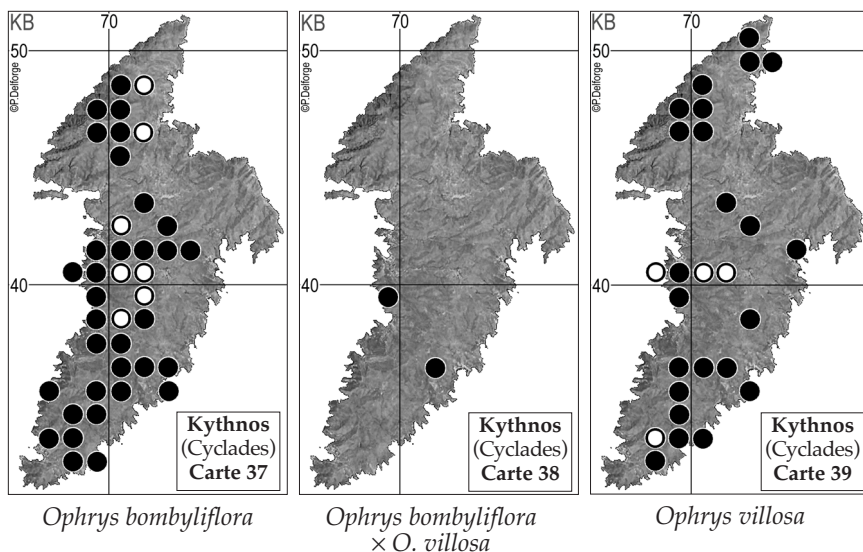 KB
70
50
©P.Delforge
40
Kythnos
(Cyclades)
Carte 37
Ophrys bombyliflora
KB
70
50
©P.Delforge
40
Kythnos
(Cyclades)
Carte 38
Ophrys bombyliflora
× O. villosa
KB
70
50
©P.Delforge
40
Kythnos
(Cyclades)
Carte 39
Ophrys villosa